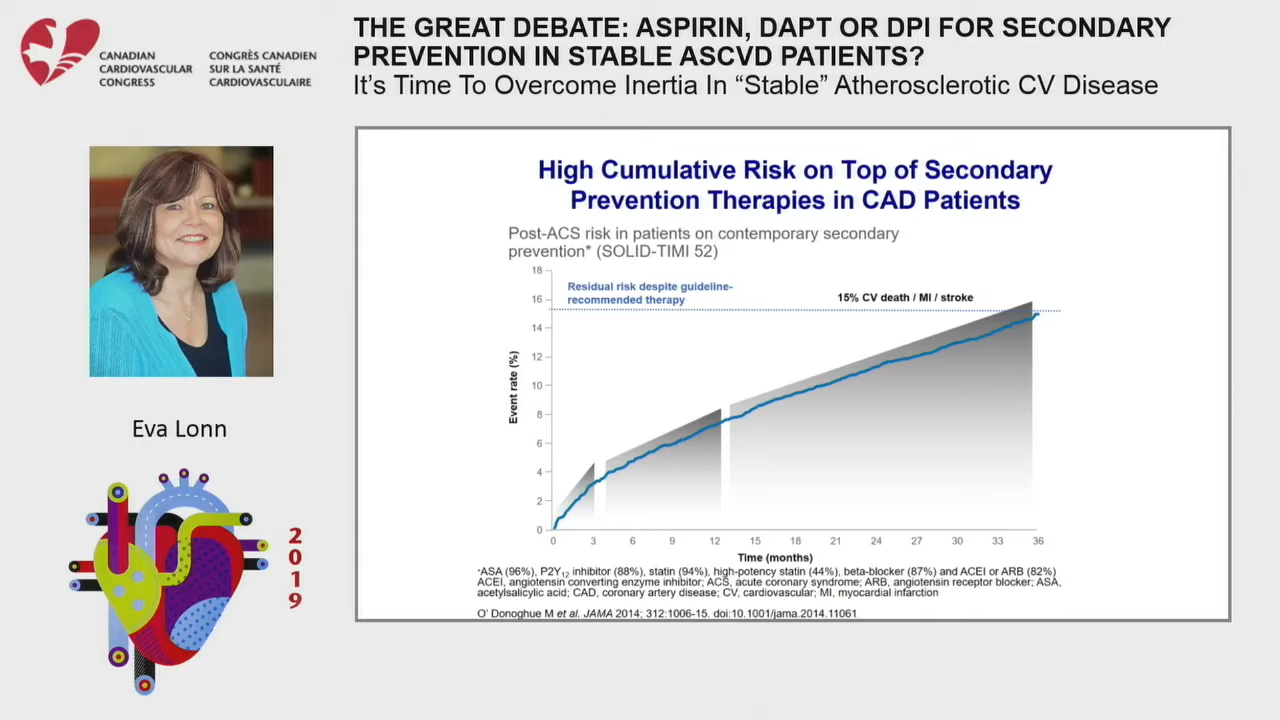 CANADIAN
CARDIOVASCULAR
CONGRESS
CONGRÈS CANADIEN
SUR LA SANTÉ
CARDIOVASCULAIRE
THE GREAT DEBATE: ASPIRIN, DAPT OR DPI FOR SECONDARY
PREVENTION IN STABLE ASCVD PATIENTS?
It's Time To Overcome Inertia In “Stable” Atherosclerotic CV Disease
Eva Lonn
2019
High Cumulative Risk on Top of Secondary
Prevention Therapies in CAD Patients
Post-ACS risk in patients on contemporary secondary
prevention* (SOLID-TIMI 52)
Residual risk despite guideline-
recommended therapy
15% CV death / MI / stroke
Event rate (%)
18
16
14
12
10
8
6
4
2
0
0 3 6 9 12 15 18 21 24 27 30 33 36
Time (months)
*ASA (96%), P2Y12 inhibitor (88%), statin (94%), high-potency statin (44%), beta-blocker (87%) and ACEI or ARB (82%)
ACEI, angiotensin converting enzyme inhibitor; ACS, acute coronary syndrome; ARB, angiotensin receptor blocker; ASA,
acetylsalicylic acid; CAD, coronary artery disease; CV, cardiovascular; MI, myocardial infarction
O' Donoghue M et al. JAMA 2014; 312:1006-15. doi:10.1001/jama.2014.11061